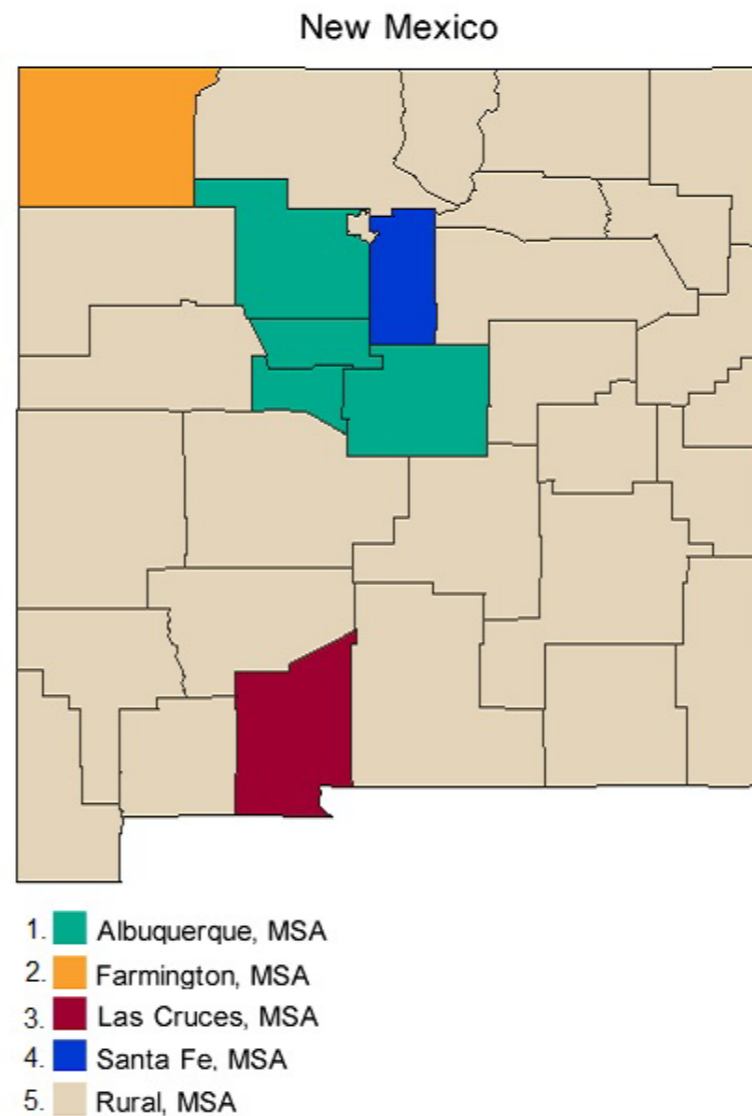 New Mexico
1. Albuquerque, MSA
2. Farmington, MSA
3. Las Cruces, MSA
4. Santa Fe, MSA
5. Rural, MSA